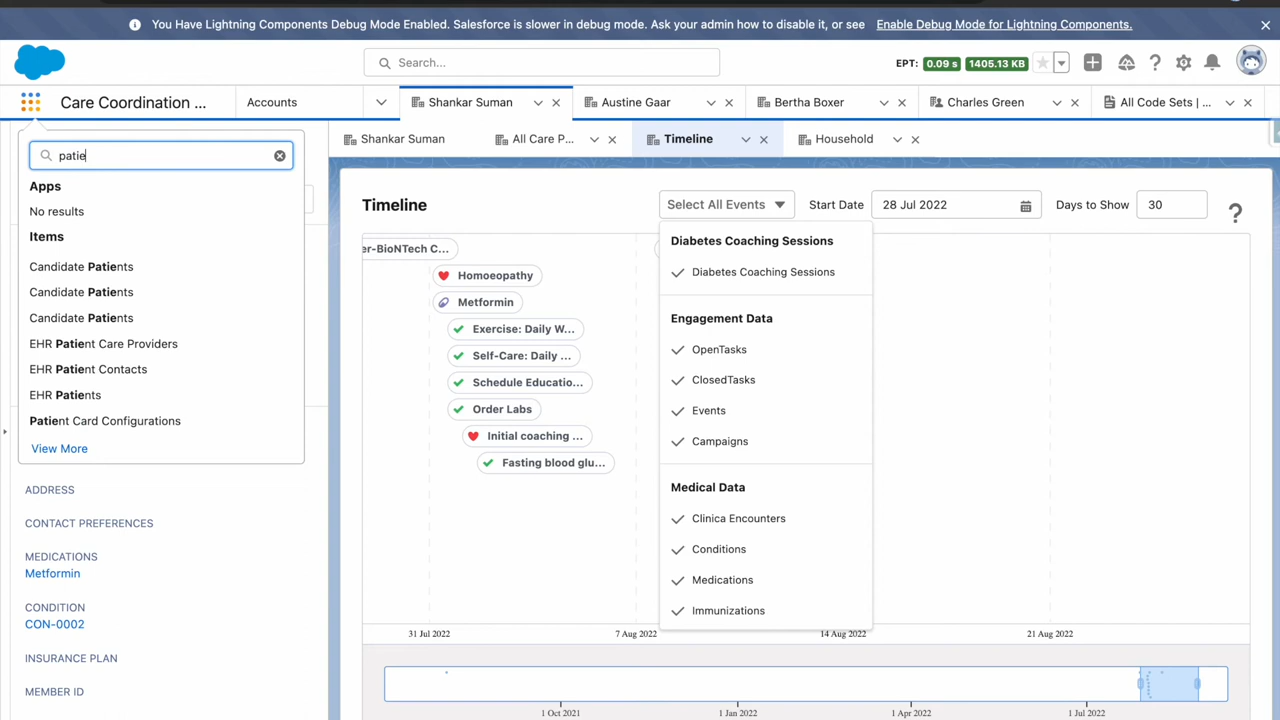 You Have Lightning Components Debug Mode Enabled. Salesforce is slower in debug mode. Ask your admin how to disable it, or see Enable Debug Mode for Lightning Components.
Search...
EPT: 0.09 s 1405.13 KB
Care Coordination ...
Accounts
Shankar Suman
Austine Gaar
Bertha Boxer
Charles Green
All Code Sets | ...
patie
Apps
No results
Items
Candidate Patients
Candidate Patients
Candidate Patients
EHR Patient Care Providers
EHR Patient Contacts
EHR Patients
Patient Card Configurations
View More
ADDRESS
CONTACT PREFERENCES
MEDICATIONS
Metformin
CONDITION
CON-0002
INSURANCE PLAN
MEMBER ID
Shankar Suman
All Care P...
Timeline
Household
Timeline
Select All Events
Start Date
28 Jul 2022
Days to Show
30
?
er-BioNTech C...
Homoeopathy
Metformin
Exercise: Daily W...
Self-Care: Daily ...
Schedule Educatio...
Order Labs
Initial coaching ...
Fasting blood glu...
Diabetes Coaching Sessions
Diabetes Coaching Sessions
Engagement Data
OpenTasks
ClosedTasks
Events
Campaigns
Medical Data
Clinica Encounters
Conditions
Medications
Immunizations
31 Jul 2022
7 Aug 2022
14 Aug 2022
21 Aug 2022
1 Oct 2021
1 Jan 2022
1 Apr 2022
1 Jul 2022